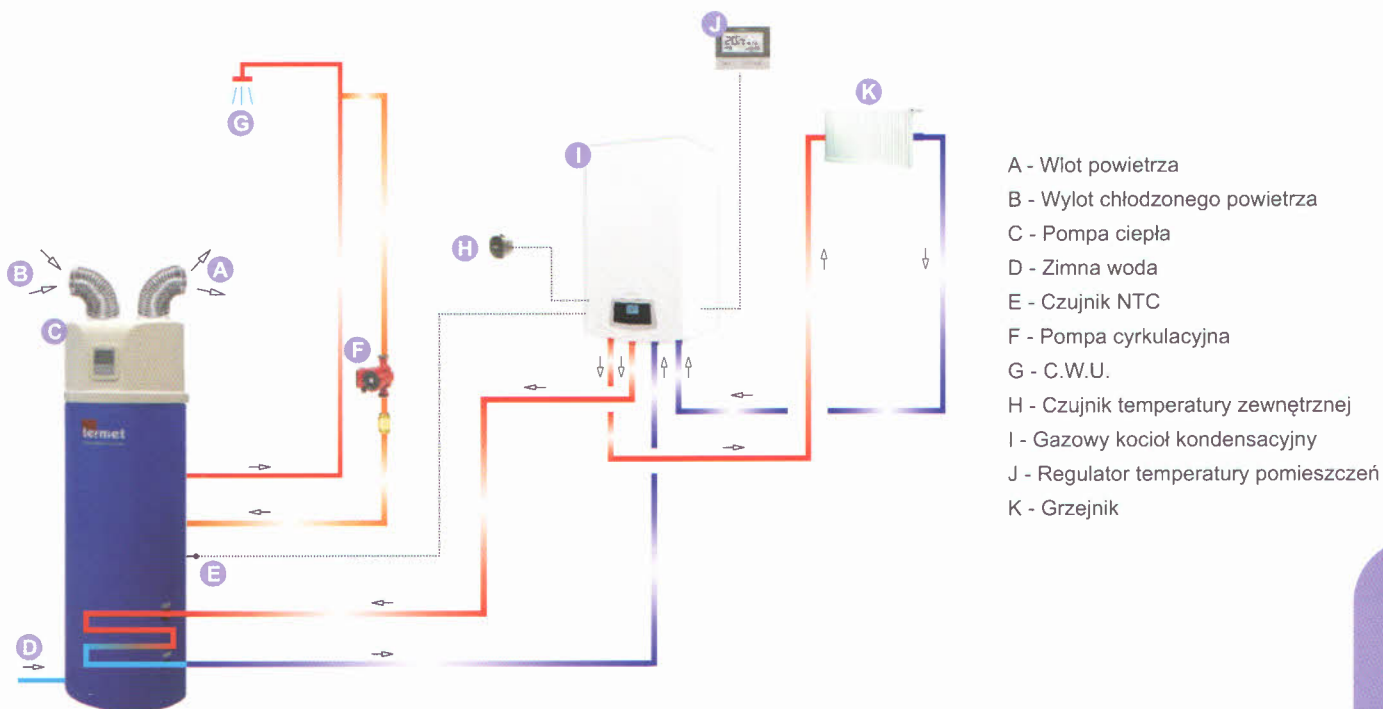 J
G
K
I
H
B
A
C
F
termet
E
D
A - Wlot powietrza
B - Wylot chłodzonego powietrza
C - Pompa ciepła
D - Zimna woda
E - Czujnik NTC
F - Pompa cyrkulacyjna
G - C.W.U.
H - Czujnik temperatury zewnętrznej
I - Gazowy kocioł kondensacyjny
J - Regulator temperatury pomieszczeń
K - Grzejnik